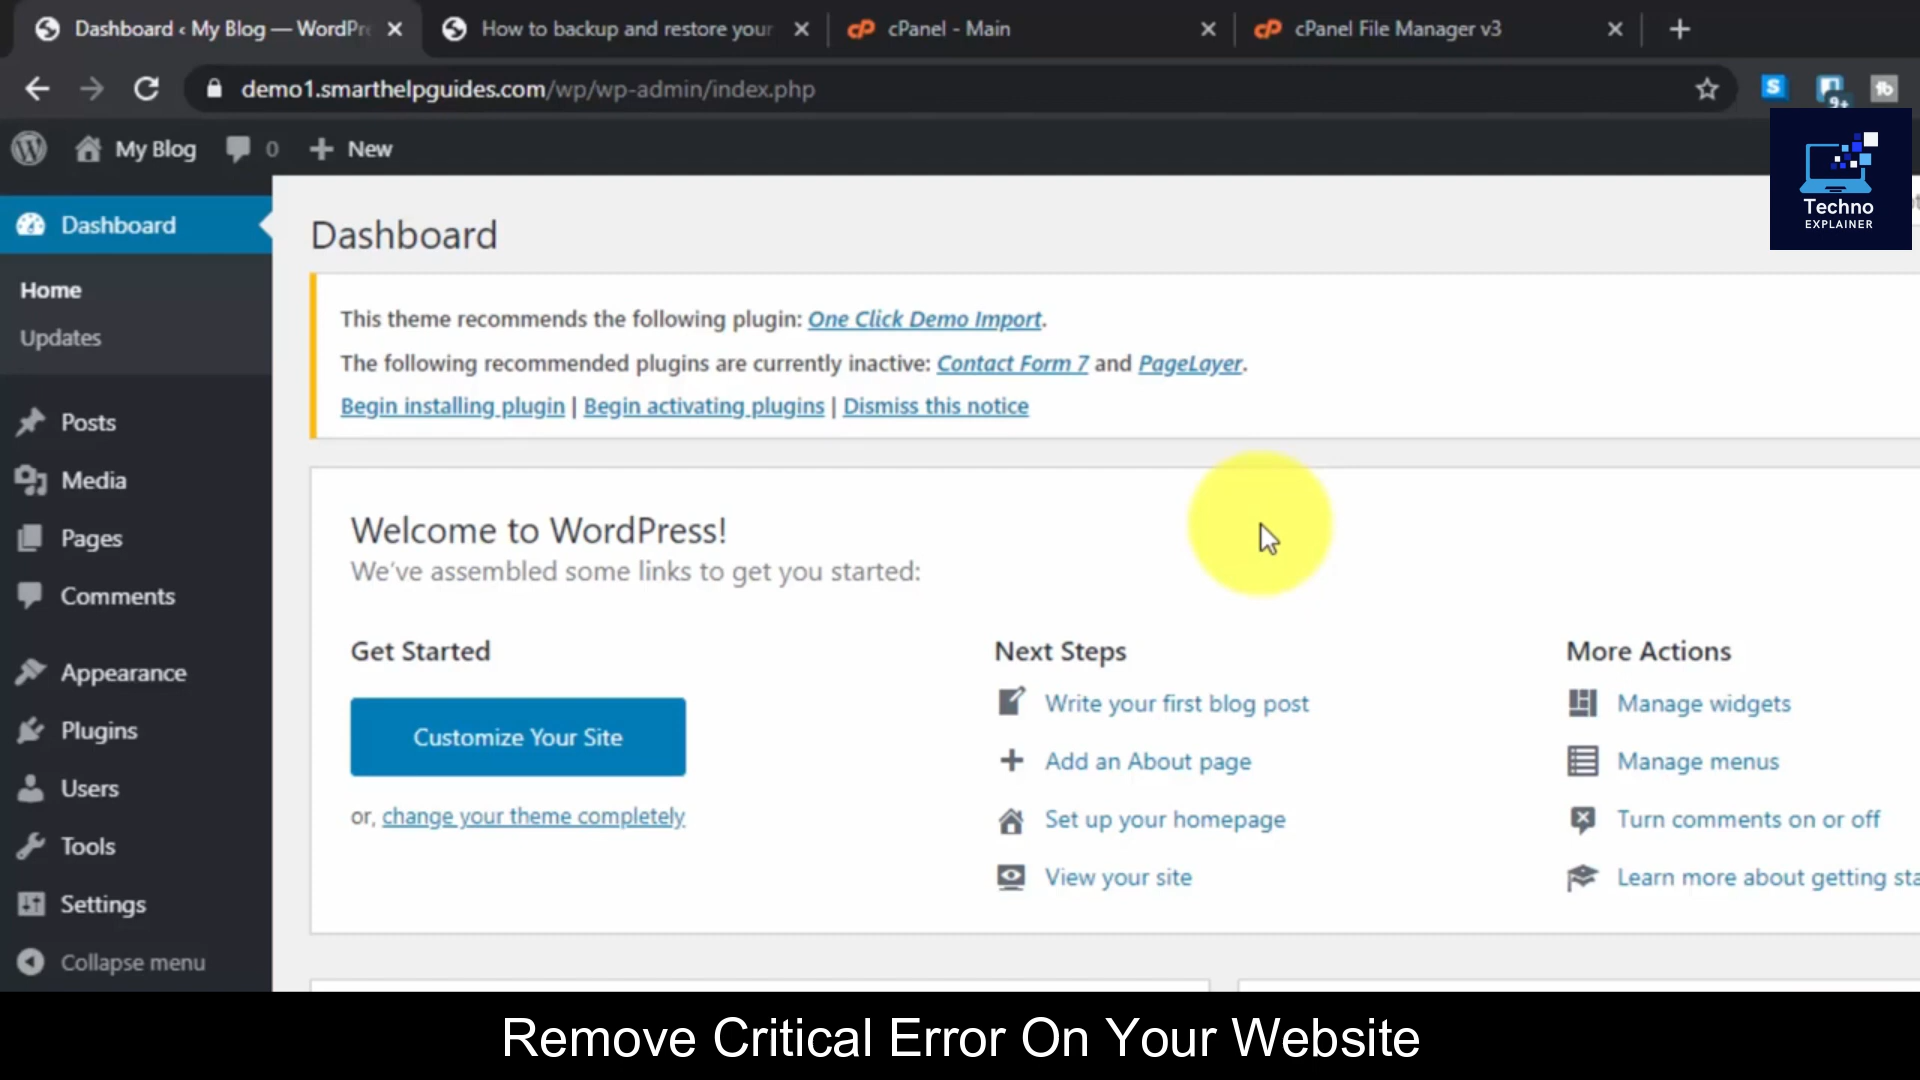 Dashboard ‹ My Blog — WordPr
How to backup and restore your
cPanel - Main
cPanel File Manager v3
demo1.smarthelpguides.com/wp/wp-admin/index.php
S
9+
My Blog
0
New
Techno
EXPLAINER
Dashboard
Home
Updates
Posts
Media
Pages
Comments
Appearance
Plugins
Users
Tools
Settings
Collapse menu
Dashboard
This theme recommends the following plugin: One Click Demo Import.
The following recommended plugins are currently inactive: Contact Form 7 and PageLayer.
Begin installing plugin | Begin activating plugins | Dismiss this notice
Welcome to WordPress!
We've assembled some links to get you started:
Get Started
Customize Your Site
or, change your theme completely
Next Steps
Write your first blog post
Add an About page
Set up your homepage
View your site
More Actions
Manage widgets
Manage menus
Turn comments on or off
Learn more about getting sta
Remove Critical Error On Your Website